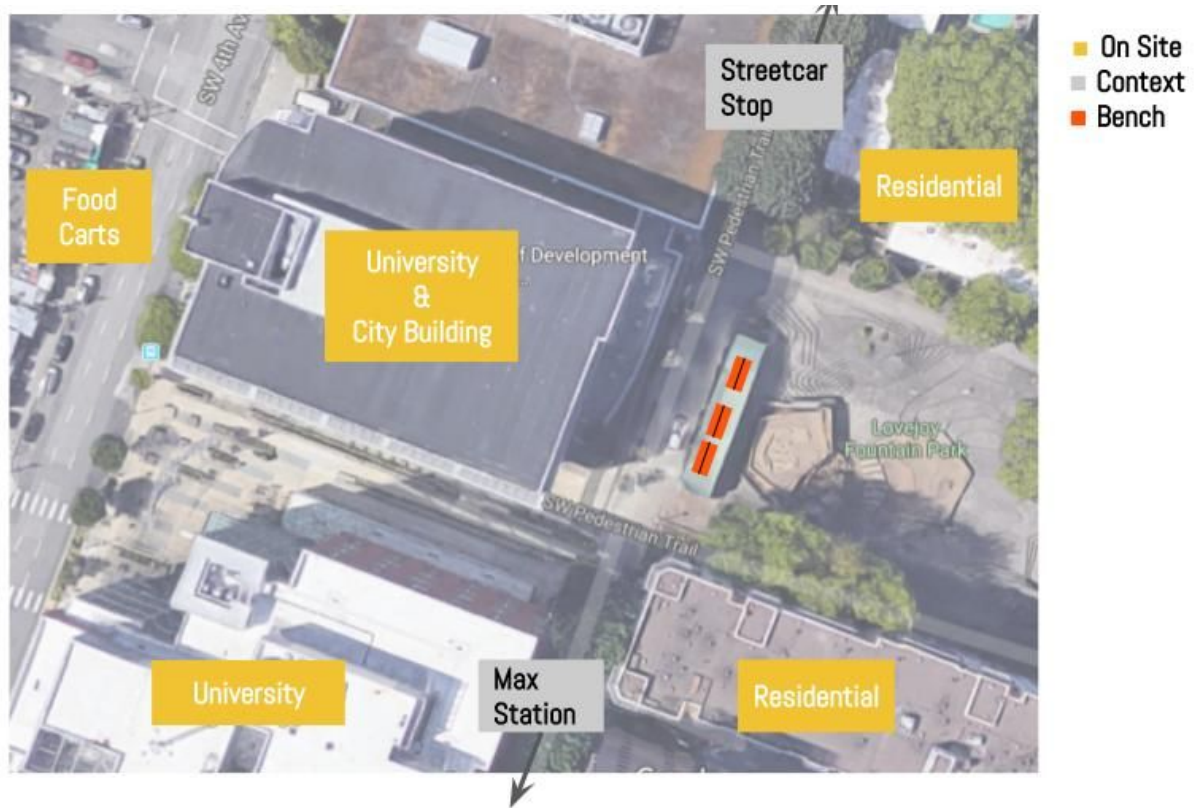 SW 4th Av
Streetcar
Stop
On Site
Context
Bench
SW Pedestrian Trail
Residential
Food
Carts
University
&
City Building
f Development
Lovejoy
Fountain Park
SW Pedestrian Trail
University
Max
Station
Residential